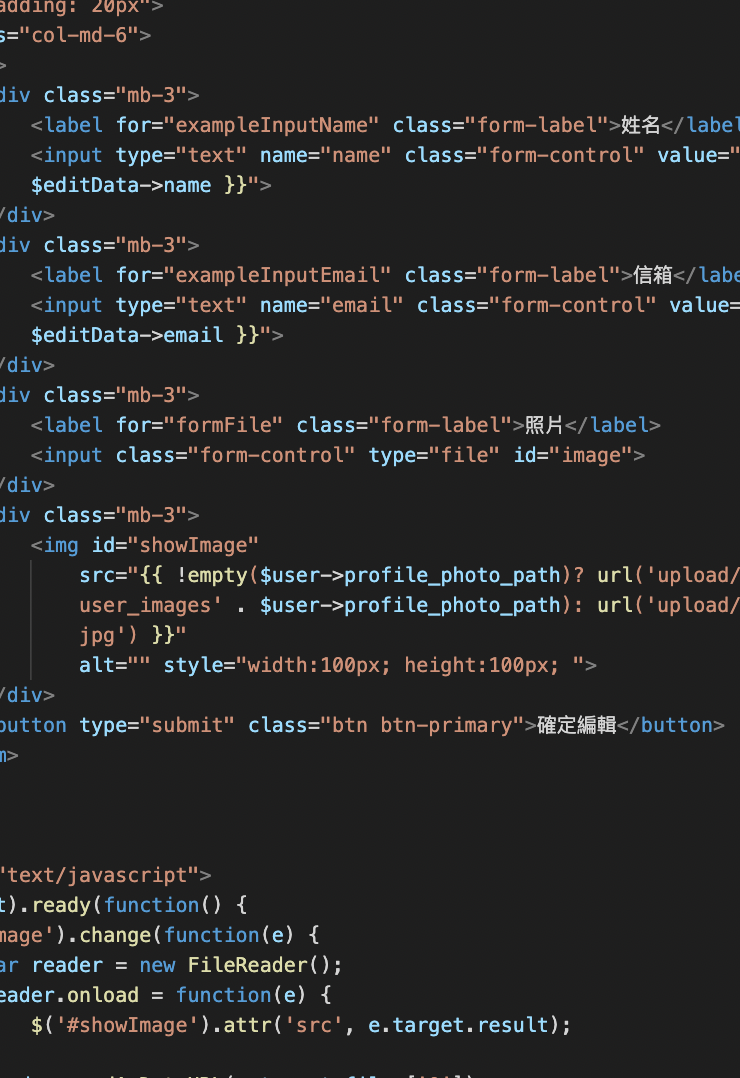 adding: 20px">
s="col-md-6">
>
div class="mb-3">
<label for="exampleInputName" class="form-label">姓名</label
<input type="text" name="name" class="form-control" value="
$editData->name }}">
/div>
div class="mb-3">
<label for="exampleInputEmail" class="form-label">信箱</labe
<input type="text" name="email" class="form-control" value=
$editData->email }}">
/div>
div class="mb-3">
<label for="formFile" class="form-label">照片</label>
<input class="form-control" type="file" id="image">
/div>
div class="mb-3">
<img id="showImage"
src="{{ !empty($user->profile_photo_path)? url('upload/
user_images' . $user->profile_photo_path): url('upload/
jpg') }}"
alt="" style="width:100px; height:100px; ">
/div>
button type="submit" class="btn btn-primary">確定編輯</button>
m>
"text/javascript">
t).ready(function() {
mage').change(function(e) {
ar reader = new FileReader();
eader.onload = function(e) {
$('#showImage').attr('src', e.target.result);